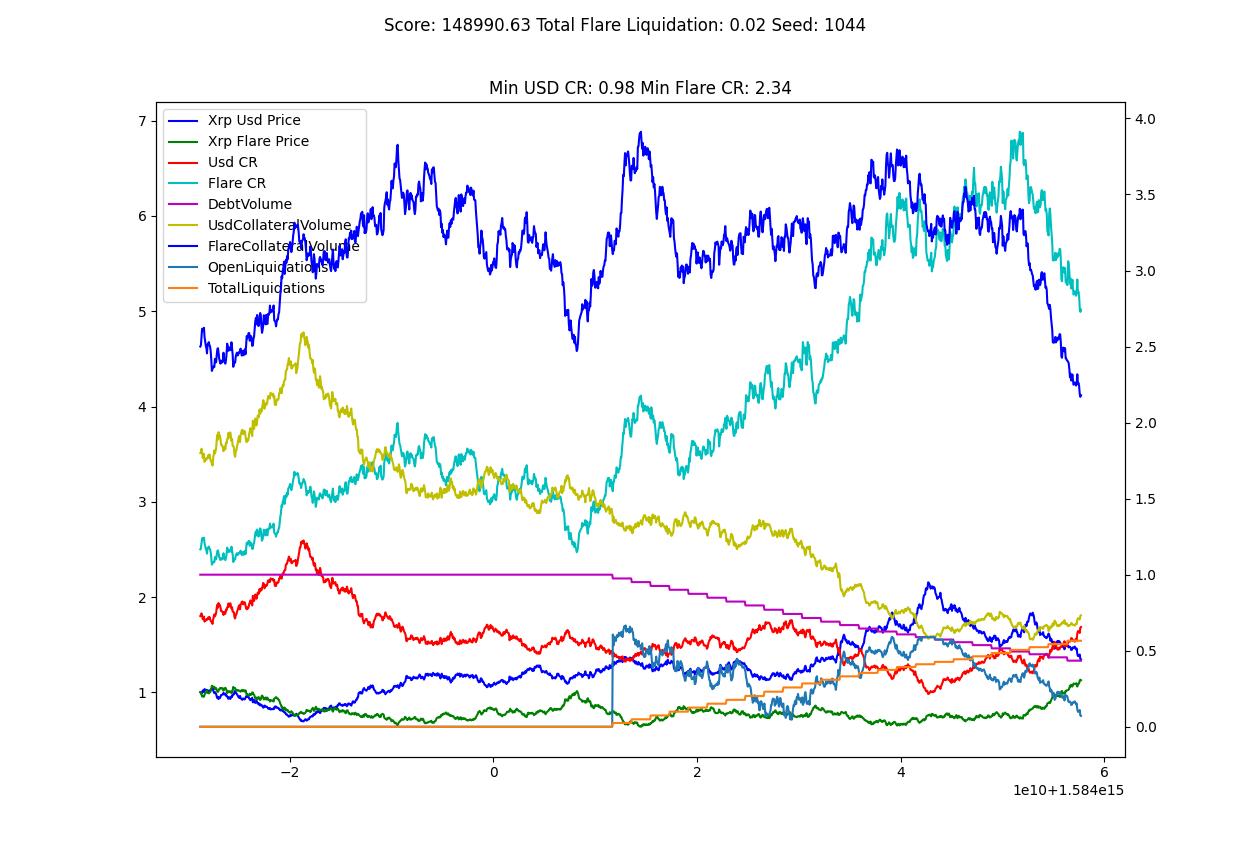 Score: 148990.63 Total Flare Liquidation: 0.02 Seed: 1044
Min USD CR: 0.98 Min Flare CR: 2.34
Xrp Usd Price
Xrp Flare Price
Usd CR
Flare CR
DebtVolume
UsdCollateralVolume
FlareCollateralVolume
OpenLiquidations
TotalLiquidations
7
6
5
4
3
2
1
4.0
3.5
3.0
2.5
2.0
1.5
1.0
0.5
0.0
−2
0
2
4
6
1e10+1.584e15